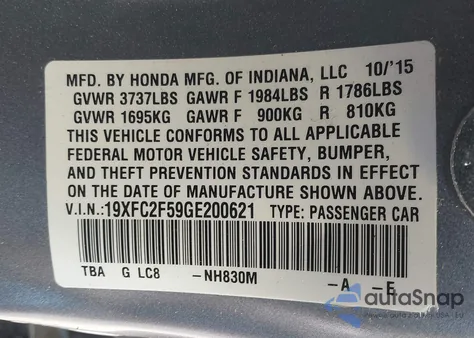 MFD. BY HONDA MFG. OF INDIANA, LLC 10/'15
GVWR 3737LBS GAWR F 1984LBS R 1786LBS
GVWR 1695KG GAWR F 900KG R 810KG
THIS VEHICLE CONFORMS TO ALL APPLICABLE
FEDERAL MOTOR VEHICLE SAFETY, BUMPER,
AND THEFT PREVENTION STANDARDS IN EFFECT
ON THE DATE OF MANUFACTURE SHOWN ABOVE.
V.I.N.:19XFC2F59GE200621 TYPE: PASSENGER CAR
TBA G LC8 -NH830M -A -E
autoSnap